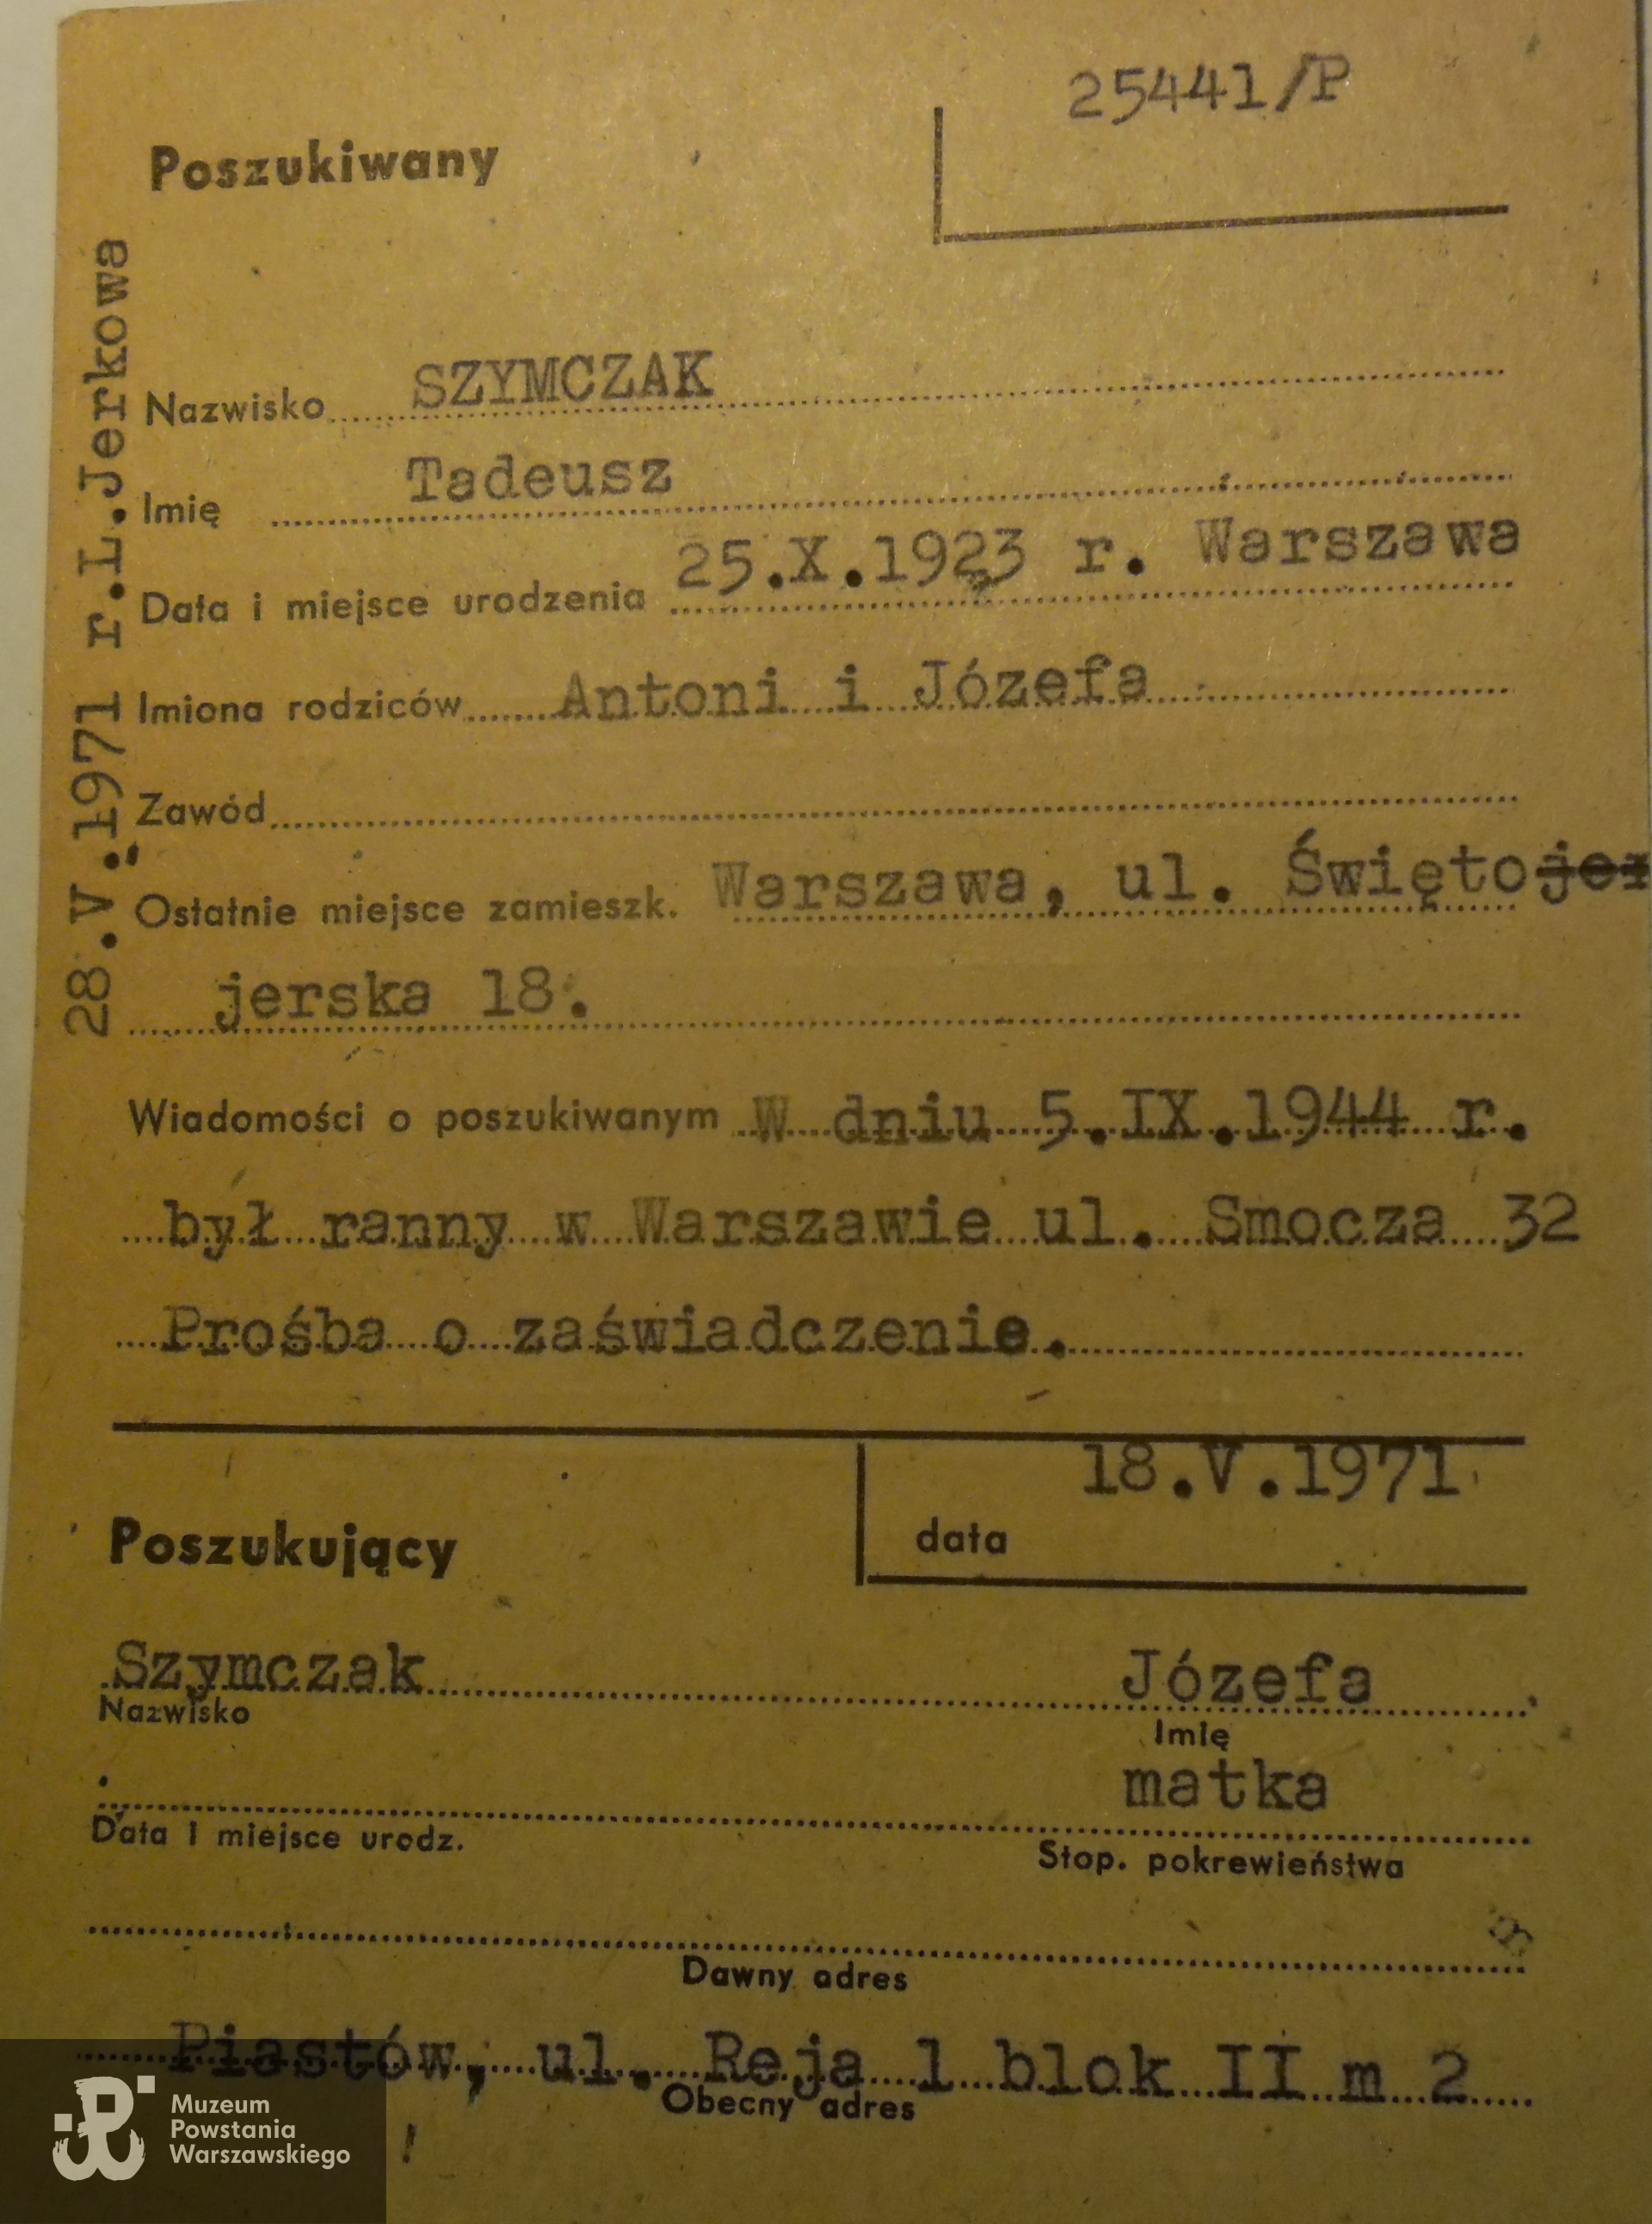 25441/P
Poszukiwany
28.V.1971 r.L.Jerkowa
Nazwisko SZYMCZAK
Imię Tadeusz
Data i miejsce urodzenia 25.X.1923 r. Warszawa
Imiona rodziców Antoni i Józefa
Zawód
Ostatnie miejsce zamieszk. Warszawa, ul. Święto
jerska 18.
Wiadomości o poszukiwanym W dniu 5.IX.1944 r.
był ranny w Warszawie ul. Smocza 32
Prośba o zaświadczenie.
18.V.1971
Poszukujący data
Szymczak Józefa
Nazwisko Imię
matka
Data i miejsce urodz. Stop. pokrewieństwa
Dawny adres
Piastów, ul. Reja 1 blok II m 2
Obecny adres
Muzeum
Powstania
Warszawskiego